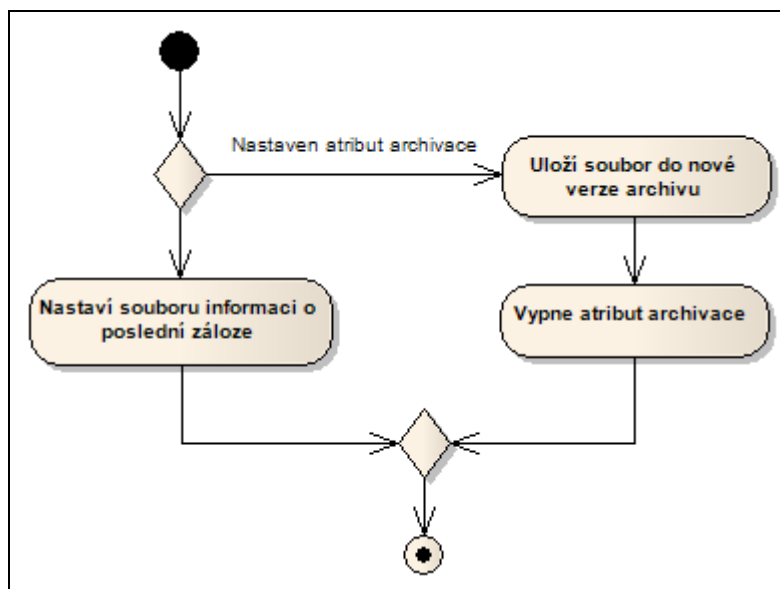 Nastaven atribut archivace
Uloží soubor do nové
verze archivu
Nastaví souboru informaci o
poslední záloze
Vypne atribut archivace